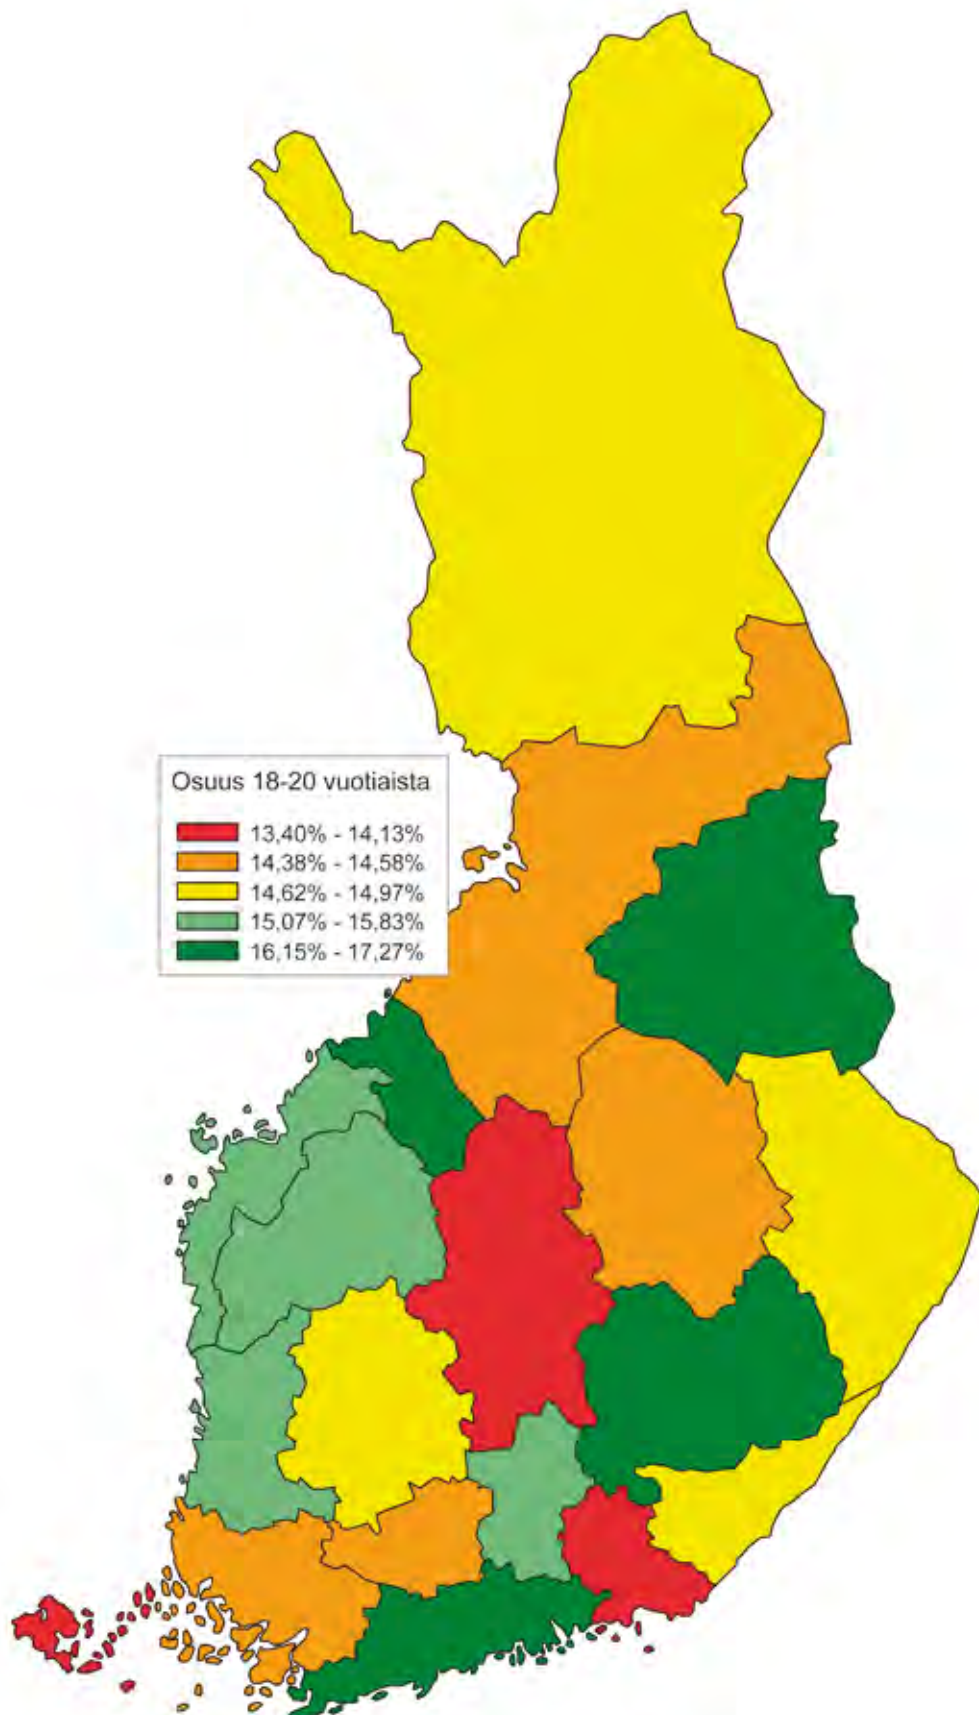 Osuus 18-20 vuotiaista
13,40% - 14,13%
14,38% - 14,58%
14,62% - 14,97%
15,07% - 15,83%
16,15% - 17,27%